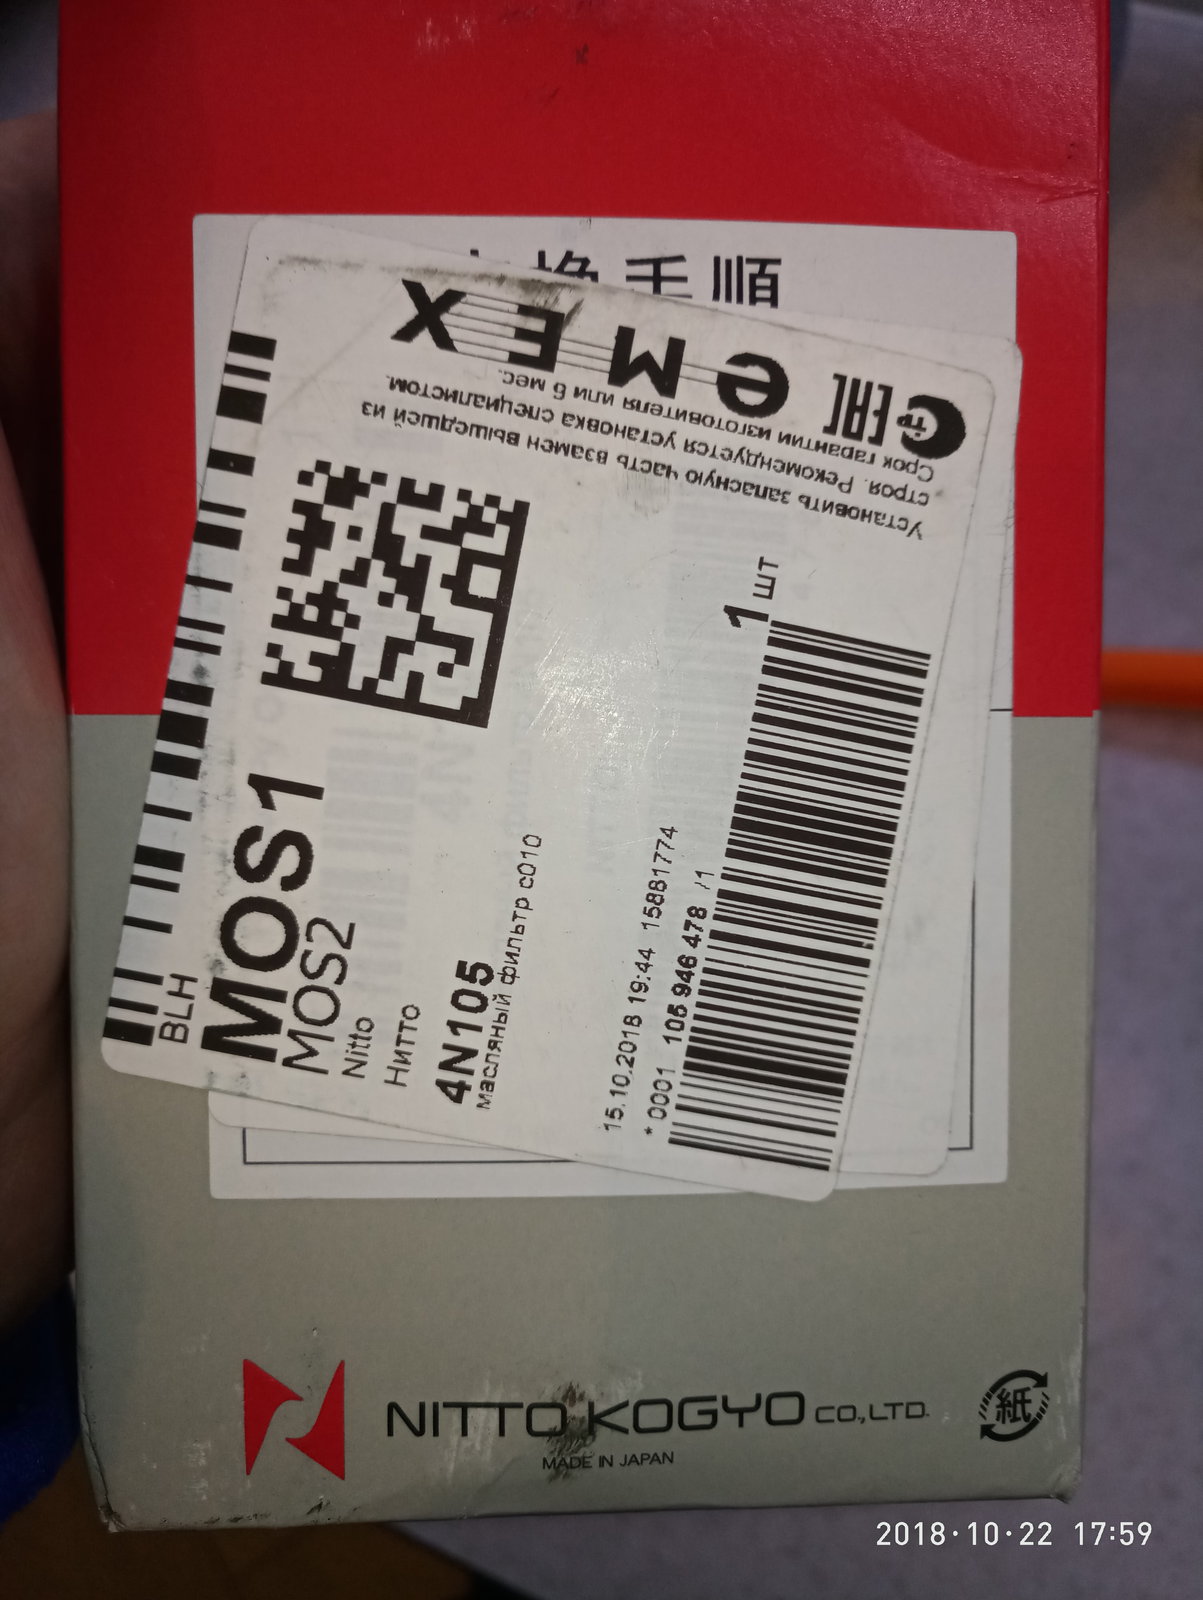 換手順
emex
EAC
Срок гарантии изготовителя или 6 мес.
строя. Рекомендуется установка специалистом.
Установить запасную часть взамен вышедшей из
BLH
MOS1
MOS2
Nitto
Нитто
4N105
масляный фильтр c010
15.10.2018 19:44 15881774
*0001 105 946 478 /1
1 шт
NITTO KOGYO CO.,LTD.
MADE IN JAPAN
紙
2018·10·22 17:59